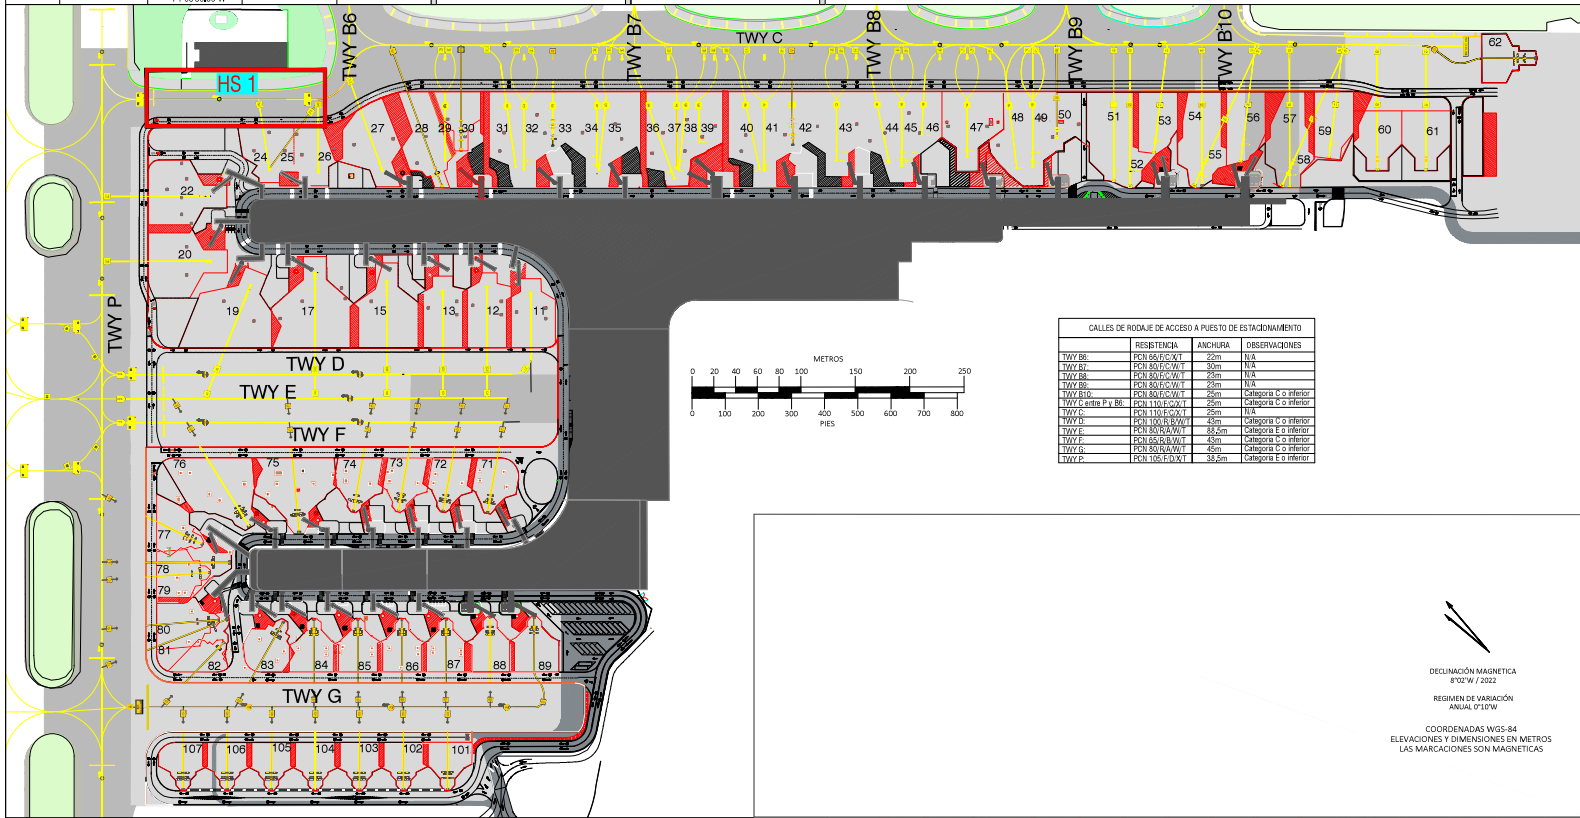 TWY B6
TWY B7
TWY C
TWY B8
TWY B9
TWY B10
62
HS 1
24
25
26
27
28
29
30
31
32
33
34
35
36
37
38
39
40
41
42
43
44
45
46
47
48
49
50
51
52
53
54
55
56
57
58
59
60
61
22
20
19
17
15
13
11
TWY P
TWY D
TWY E
TWY F
METROS
0 20 40 60 80 100 150 200 250
0 100 200 300 400 500 600 700 800
PIES
CALLES DE RODAJE DE ACCESO A PUESTO DE ESTACIONAMIENTO
RESISTENCIA ANCHURA OBSERVACIONES
TWY B6: PCN 66/F/C/X/T 22m N/A
TWY B7: PCN 80/F/C/W/T 30m N/A
TWY B8: PCN 80/F/C/W/T 23m N/A
TWY B9: PCN 80/F/C/W/T 23m N/A
TWY B10: PCN 80/F/C/W/T 25m Categoria C o inferior
TWY C entre P y B6: PCN 110/F/C/X/T 25m Categoria C o inferior
TWY C: PCN 110/F/C/X/T 25m N/A
TWY D: PCN 100/R/B/W/T 43m Categoria C o inferior
TWY E: PCN 80/R/A/W/T 88,5m Categoria E o inferior
TWY F: PCN 65/R/B/W/T 43m Categoria C o inferior
TWY G: PCN 80/R/A/W/T 45m Categoria C o inferior
TWY P: PCN 105/F/D/X/T 38,5m Categoria E o inferior
76
75
74
73
72
71
77
78
79
80
81
82
83
84
85
86
87
88
89
TWY G
107
106
105
104
103
102
101
DECLINACIÓN MAGNETICA
8°02'W / 2022
REGIMEN DE VARIACIÓN
ANUAL 0°10'W
COORDENADAS WGS-84
ELEVACIONES Y DIMENSIONES EN METROS
LAS MARCACIONES SON MAGNETICAS